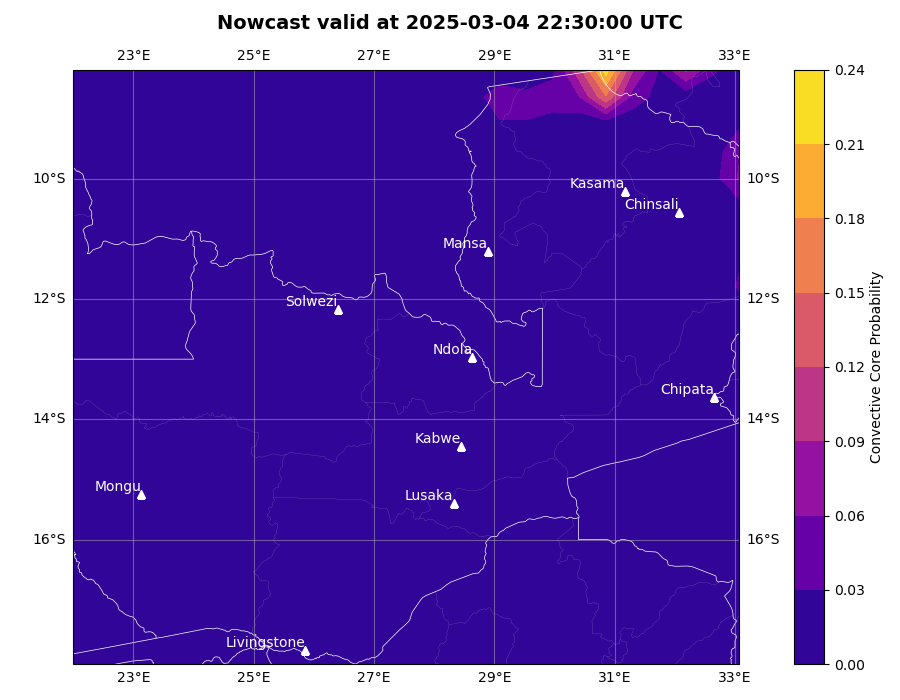 Nowcast valid at 2025-03-04 22:30:00 UTC
23°E 25°E 27°E 29°E 31°E 33°E
0.24
0.21
10°S Kasama 10°S
Chinsali
0.18
Mansa
0.15
12°S Solwezi 12°S
Ndola
0.12
Chipata
14°S 14°S
0.09
Kabwe
Mongu
Lusaka
0.06
16°S 16°S
0.03
Livingstone
0.00
23°E 25°E 27°E 29°E 31°E 33°E
Convective Core Probability